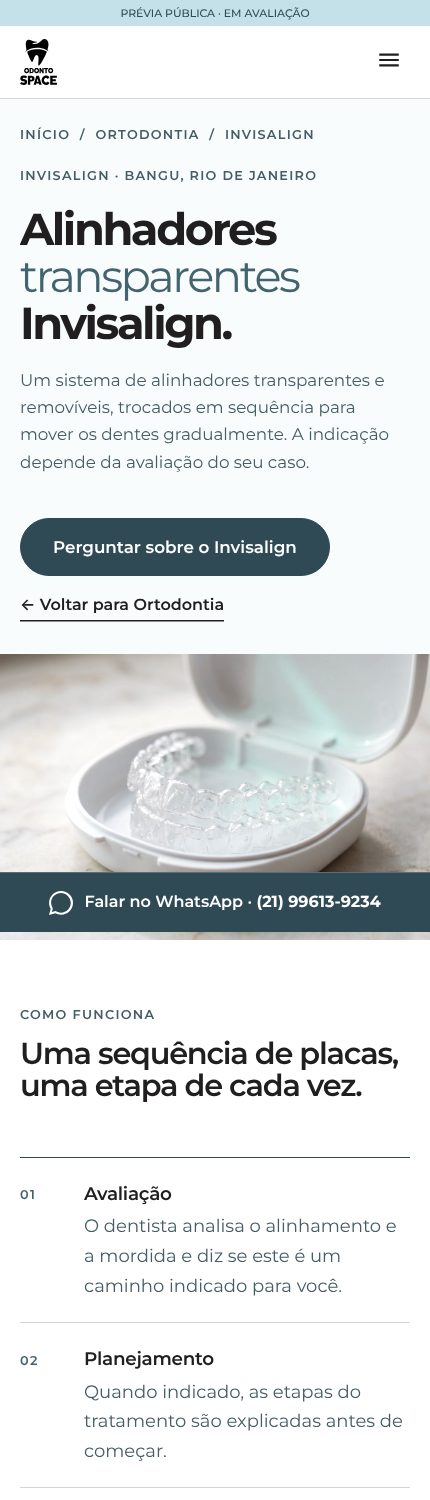 PRÉVIA PÚBLICA · EM AVALIAÇÃO
ODONTO
SPACE
INÍCIO / ORTODONTIA / INVISALIGN
INVISALIGN · BANGU, RIO DE JANEIRO
Alinhadores
transparentes
Invisalign.
Um sistema de alinhadores transparentes e
removíveis, trocados em sequência para
mover os dentes gradualmente. A indicação
depende da avaliação do seu caso.
Perguntar sobre o Invisalign
← Voltar para Ortodontia
Falar no WhatsApp · (21) 99613-9234
COMO FUNCIONA
Uma sequência de placas,
uma etapa de cada vez.
01
Avaliação
O dentista analisa o alinhamento e
a mordida e diz se este é um
caminho indicado para você.
02
Planejamento
Quando indicado, as etapas do
tratamento são explicadas antes de
começar.